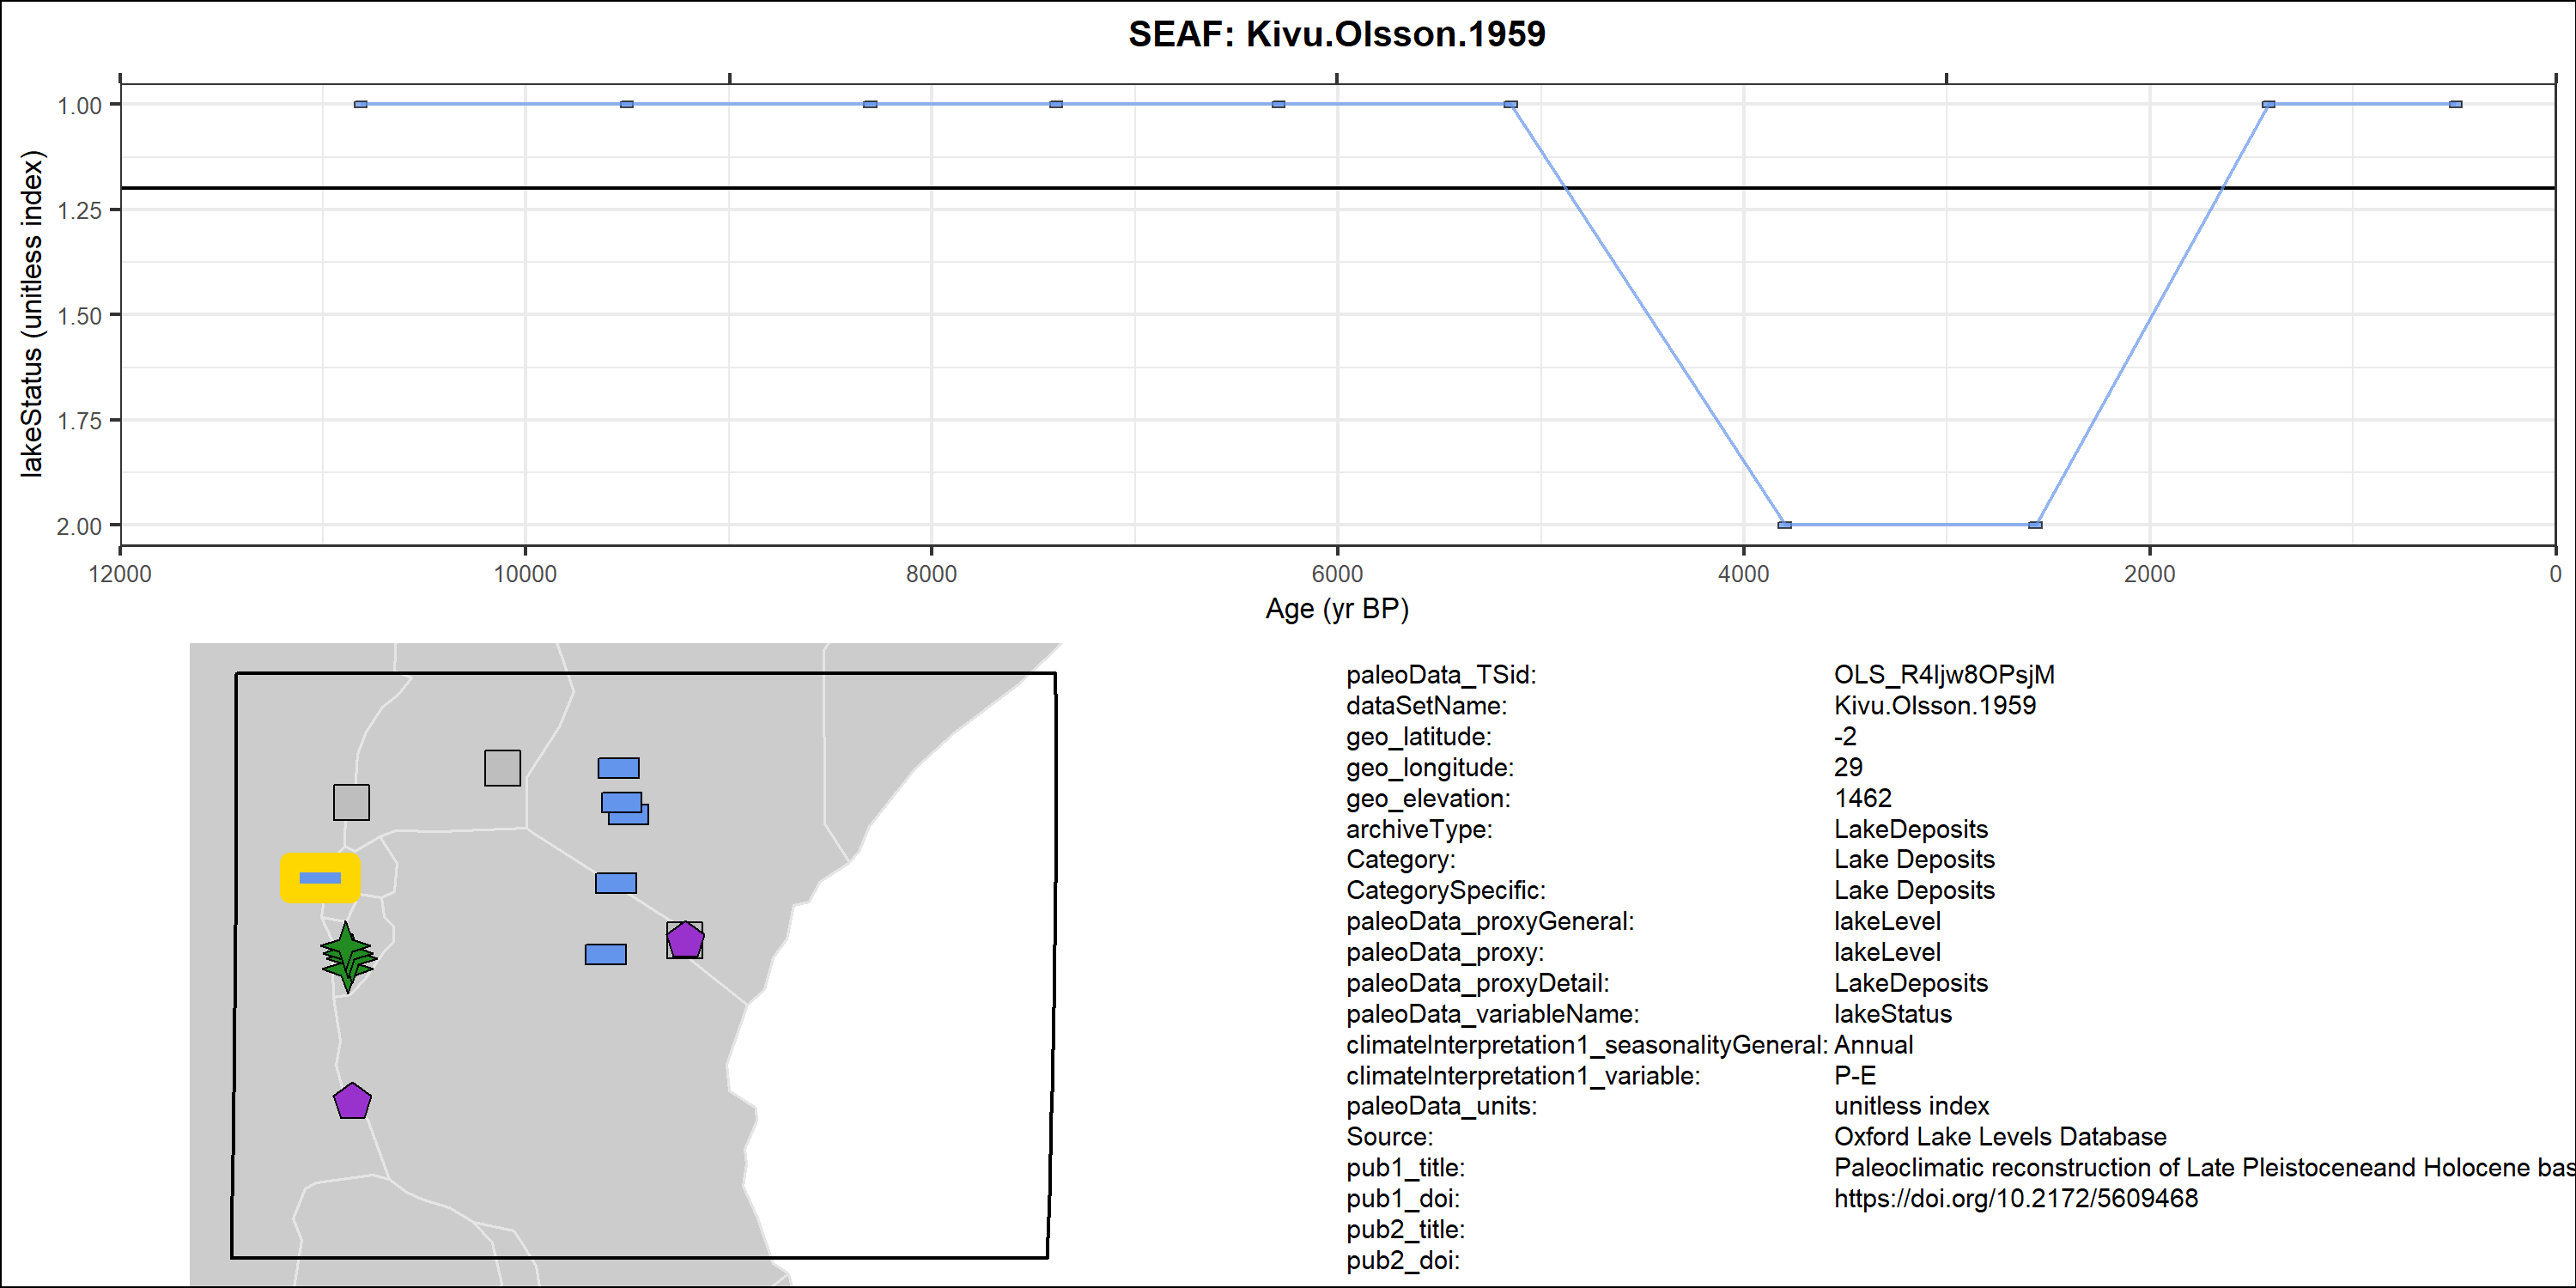 SEAF: Kivu.Olsson.1959
lakeStatus (unitless index)
1.00
1.25
1.50
1.75
2.00
12000 10000 8000 6000 4000 2000 0
Age (yr BP)
paleoData_TSid: OLS_R4Ijw8OPsjM
dataSetName: Kivu.Olsson.1959
geo_latitude: -2
geo_longitude: 29
geo_elevation: 1462
archiveType: LakeDeposits
Category: Lake Deposits
CategorySpecific: Lake Deposits
paleoData_proxyGeneral: lakeLevel
paleoData_proxy: lakeLevel
paleoData_proxyDetail: LakeDeposits
paleoData_variableName: lakeStatus
climateInterpretation1_seasonalityGeneral: Annual
climateInterpretation1_variable: P-E
paleoData_units: unitless index
Source: Oxford Lake Levels Database
pub1_title: Paleoclimatic reconstruction of Late Pleistoceneand Holocene bas
pub1_doi: https://doi.org/10.2172/5609468
pub2_title:
pub2_doi: